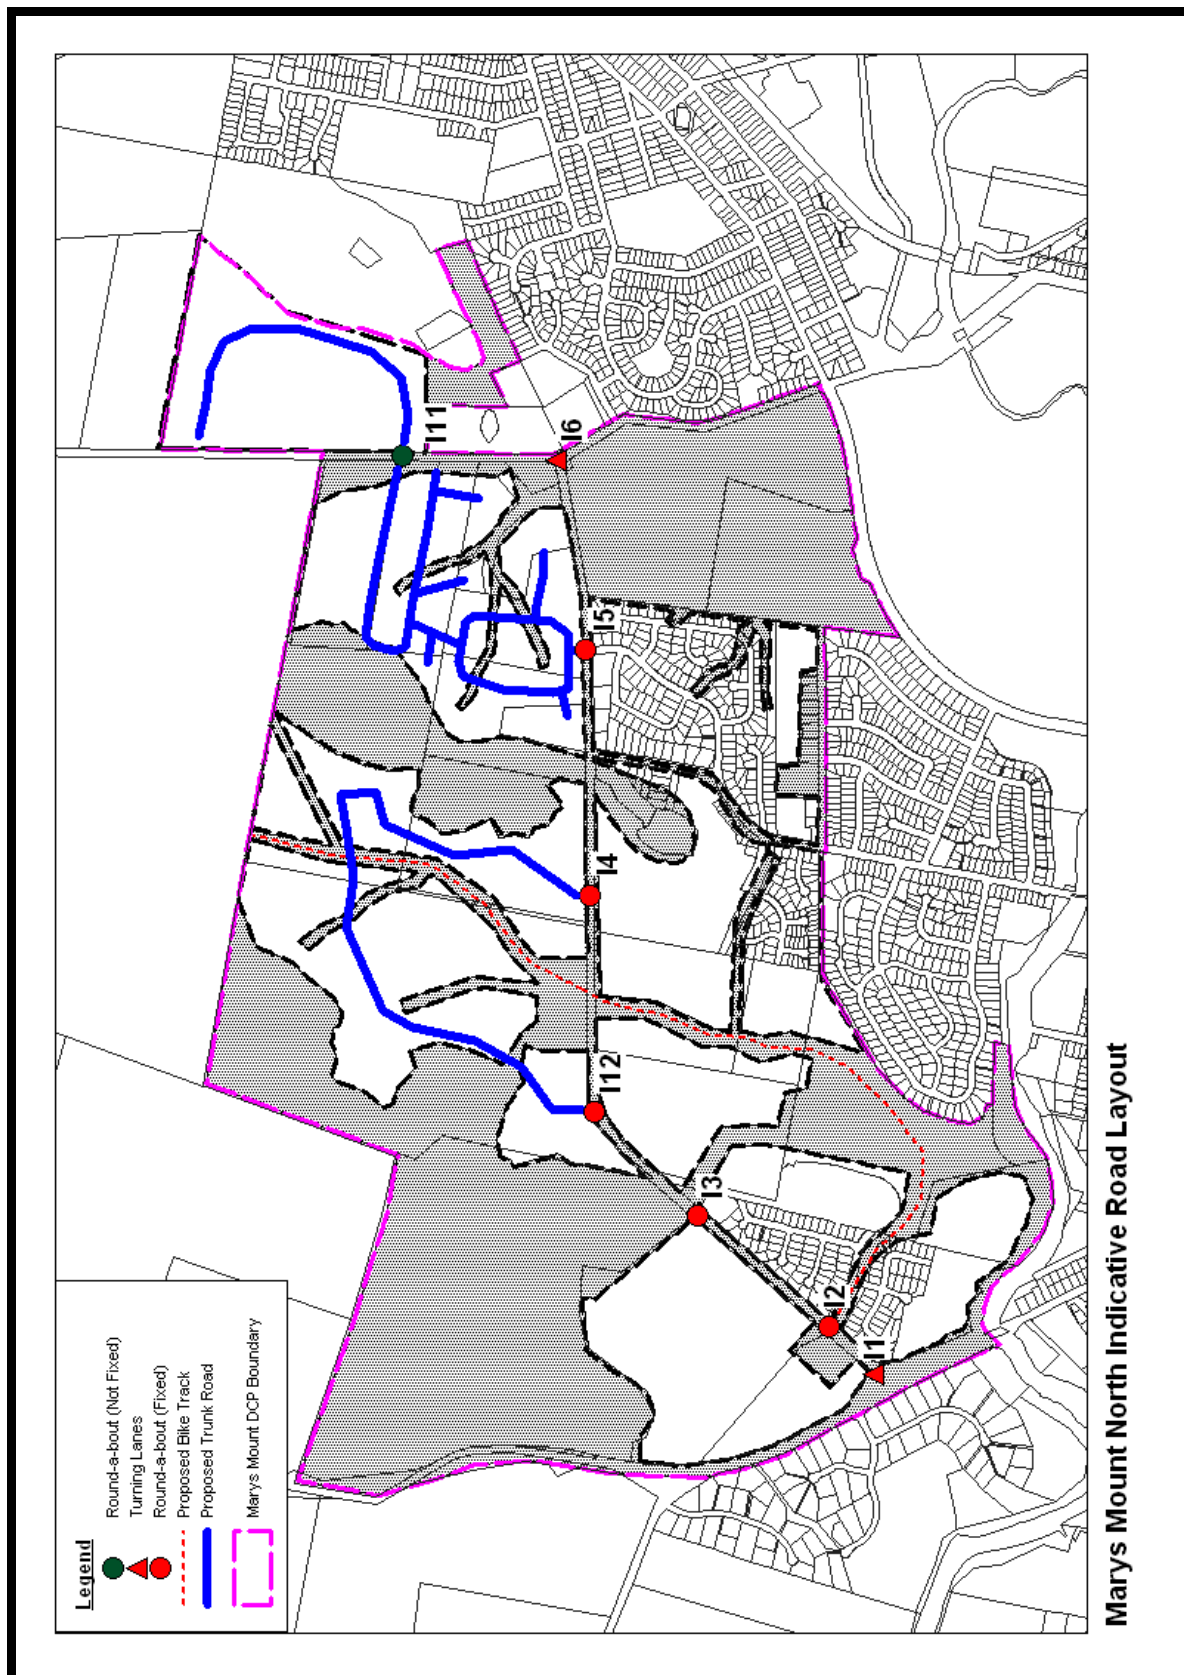 Legend
Round-a-bout (Not Fixed)
Turning Lanes
Round-a-bout (Fixed)
Proposed Bike Track
Proposed Trunk Road
Marys Mount DCP Boundary
I1
I2
I3
I12
I4
I5
I6
I11
Marys Mount North Indicative Road Layout